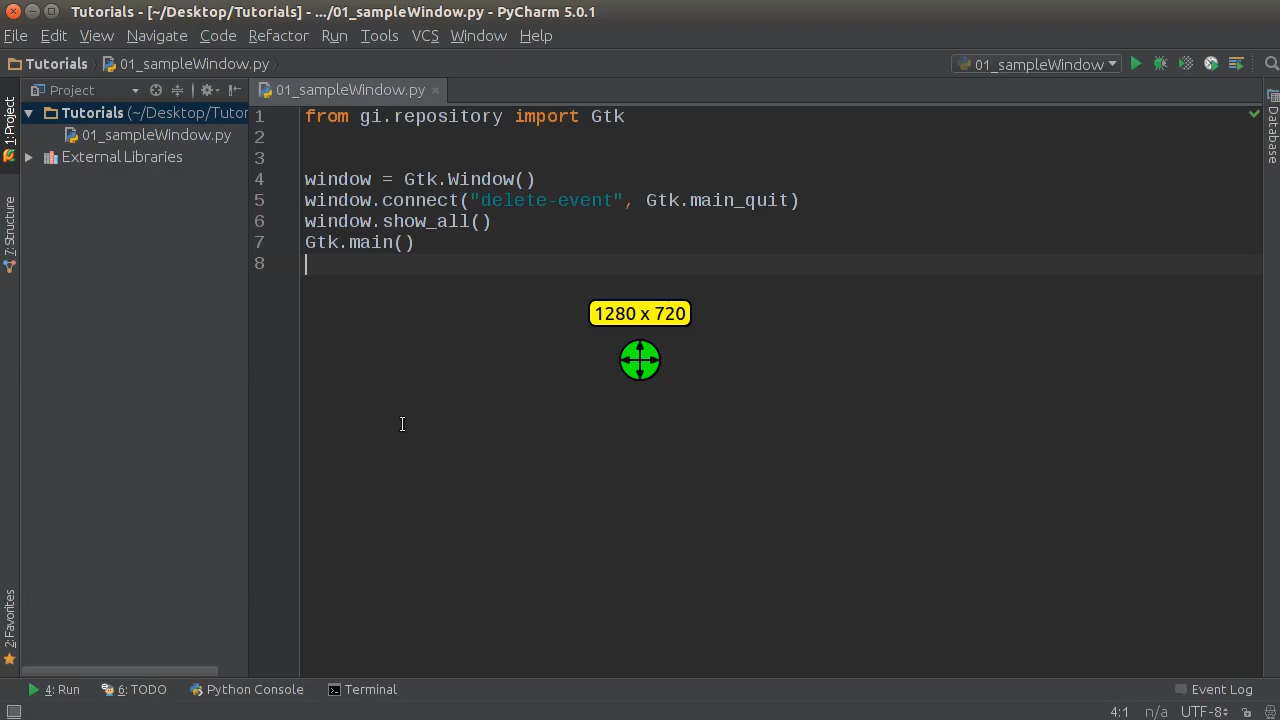 Tutorials - [~/Desktop/Tutorials] - .../01_sampleWindow.py - PyCharm 5.0.1
File Edit View Navigate Code Refactor Run Tools VCS Window Help
Tutorials 01_sampleWindow.py 01_sampleWindow
1: Project
7: Structure
2: Favorites
Project
Tutorials (~/Desktop/Tutor
01_sampleWindow.py
External Libraries
01_sampleWindow.py
1 from gi.repository import Gtk
2
3
4 window = Gtk.Window()
5 window.connect("delete-event", Gtk.main_quit)
6 window.show_all()
7 Gtk.main()
8
1280 x 720
Database
4: Run 6: TODO Python Console Terminal Event Log
4:1 n/a UTF-8